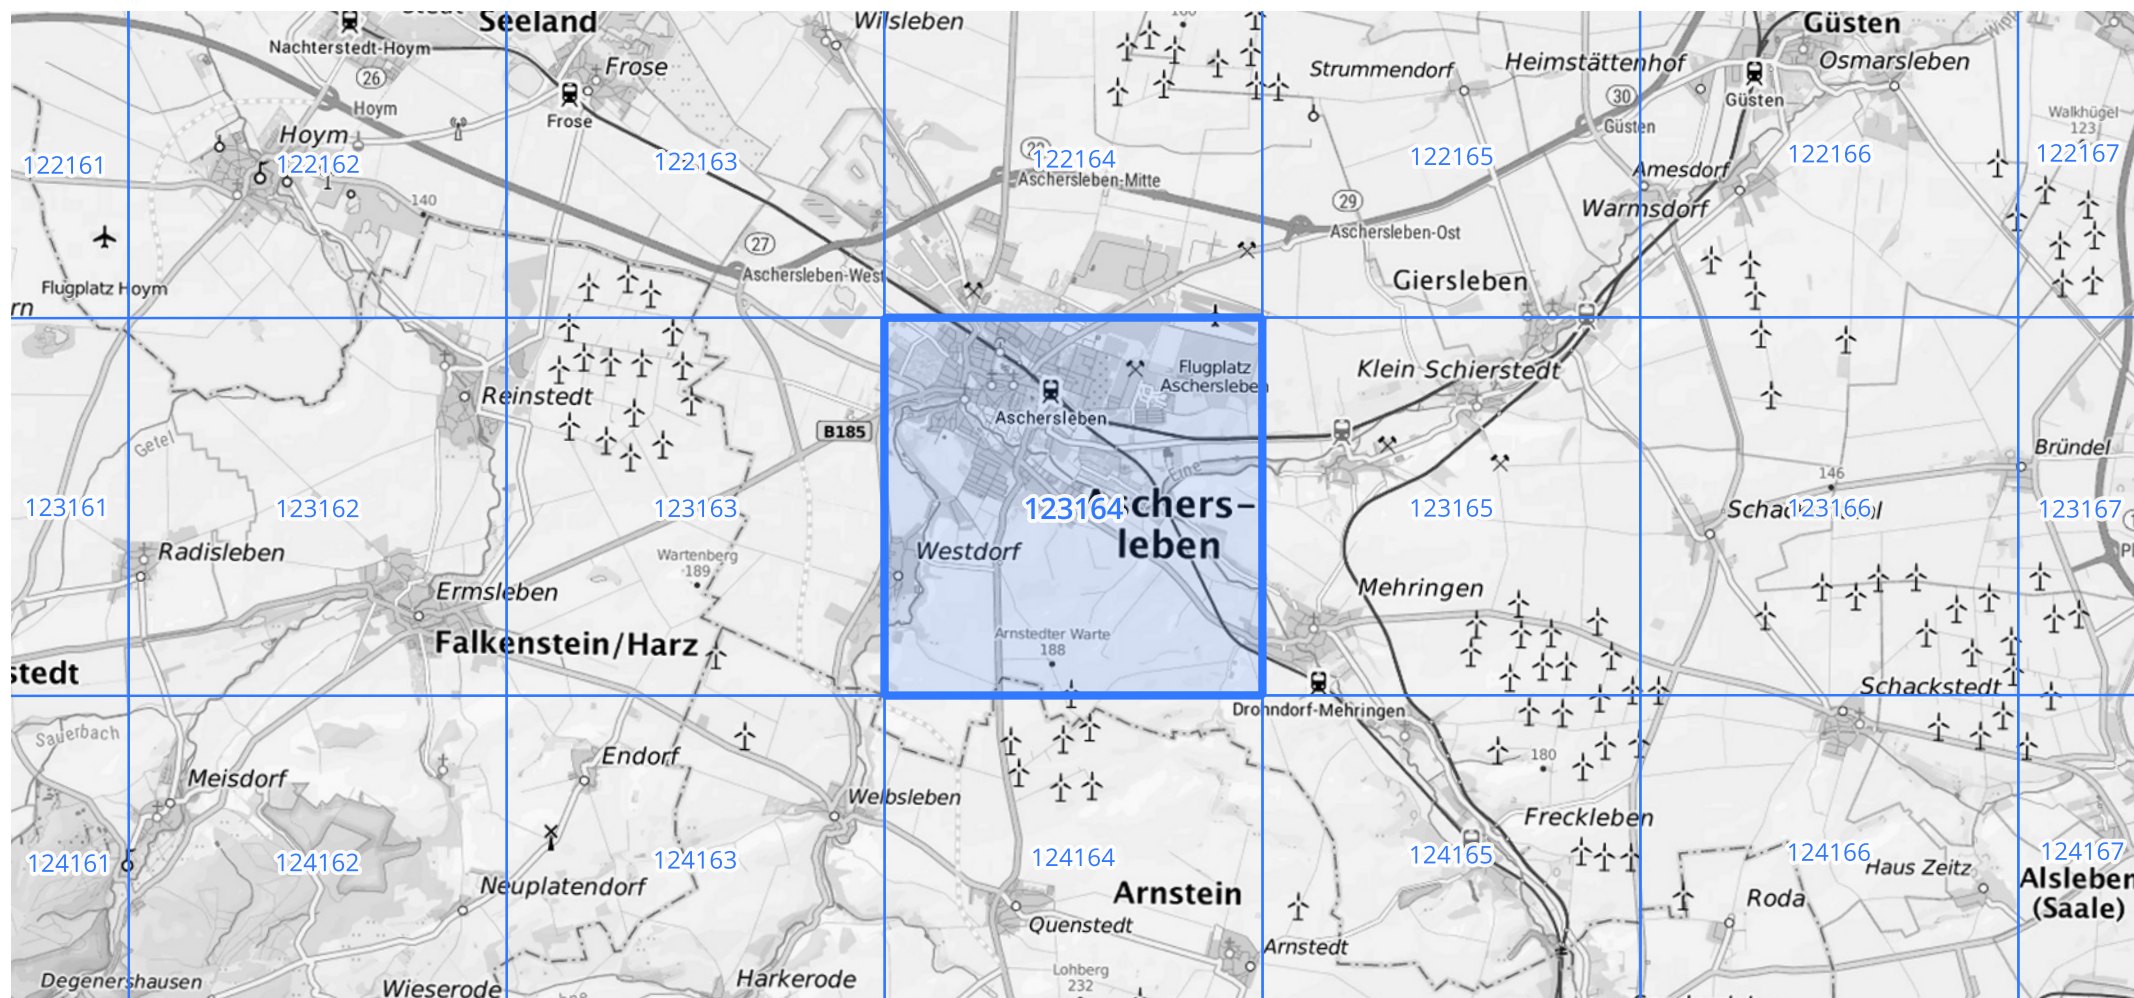 Seeland
Wilsleben
Güsten
Nachterstedt-Hoym
26
Frose
Strummendorf
Heimstättenhof
Osmarsleben
Hoym
Frose
30
Güsten
Güsten
Walkhügel
123
Hoym
122161
122162
122163
122164
122165
122166
122167
Aschersleben-Mitte
Amesdorf
140
29
Warmsdorf
27
Aschersleben-Ost
Aschersleben-West
Flugplatz Hoym
Giersleben
rn
Reinstedt
Flugplatz
Aschersleben
Klein Schierstedt
Aschersleben
B185
Getel
Eine
Bründel
146
123161
123162
123163
123164
Aschers-
leben
123165
123166
123167
Radisleben
Wartenberg
189
Westdorf
Ermsleben
Mehringen
Falkenstein/Harz
Arnstedter Warte
188
stedt
Schackstedt
Drohndorf-Mehringen
Sauerbach
Meisdorf
Endorf
Welbsleben
180
Freckleben
124161
124162
124163
124164
124165
124166
124167
Haus Zeitz
Neuplatendorf
Arnstein
Roda
Alsleben
(Saale)
Quenstedt
Arnstedt
Degenershausen
Wieserode
Harkerode
Lohberg
232